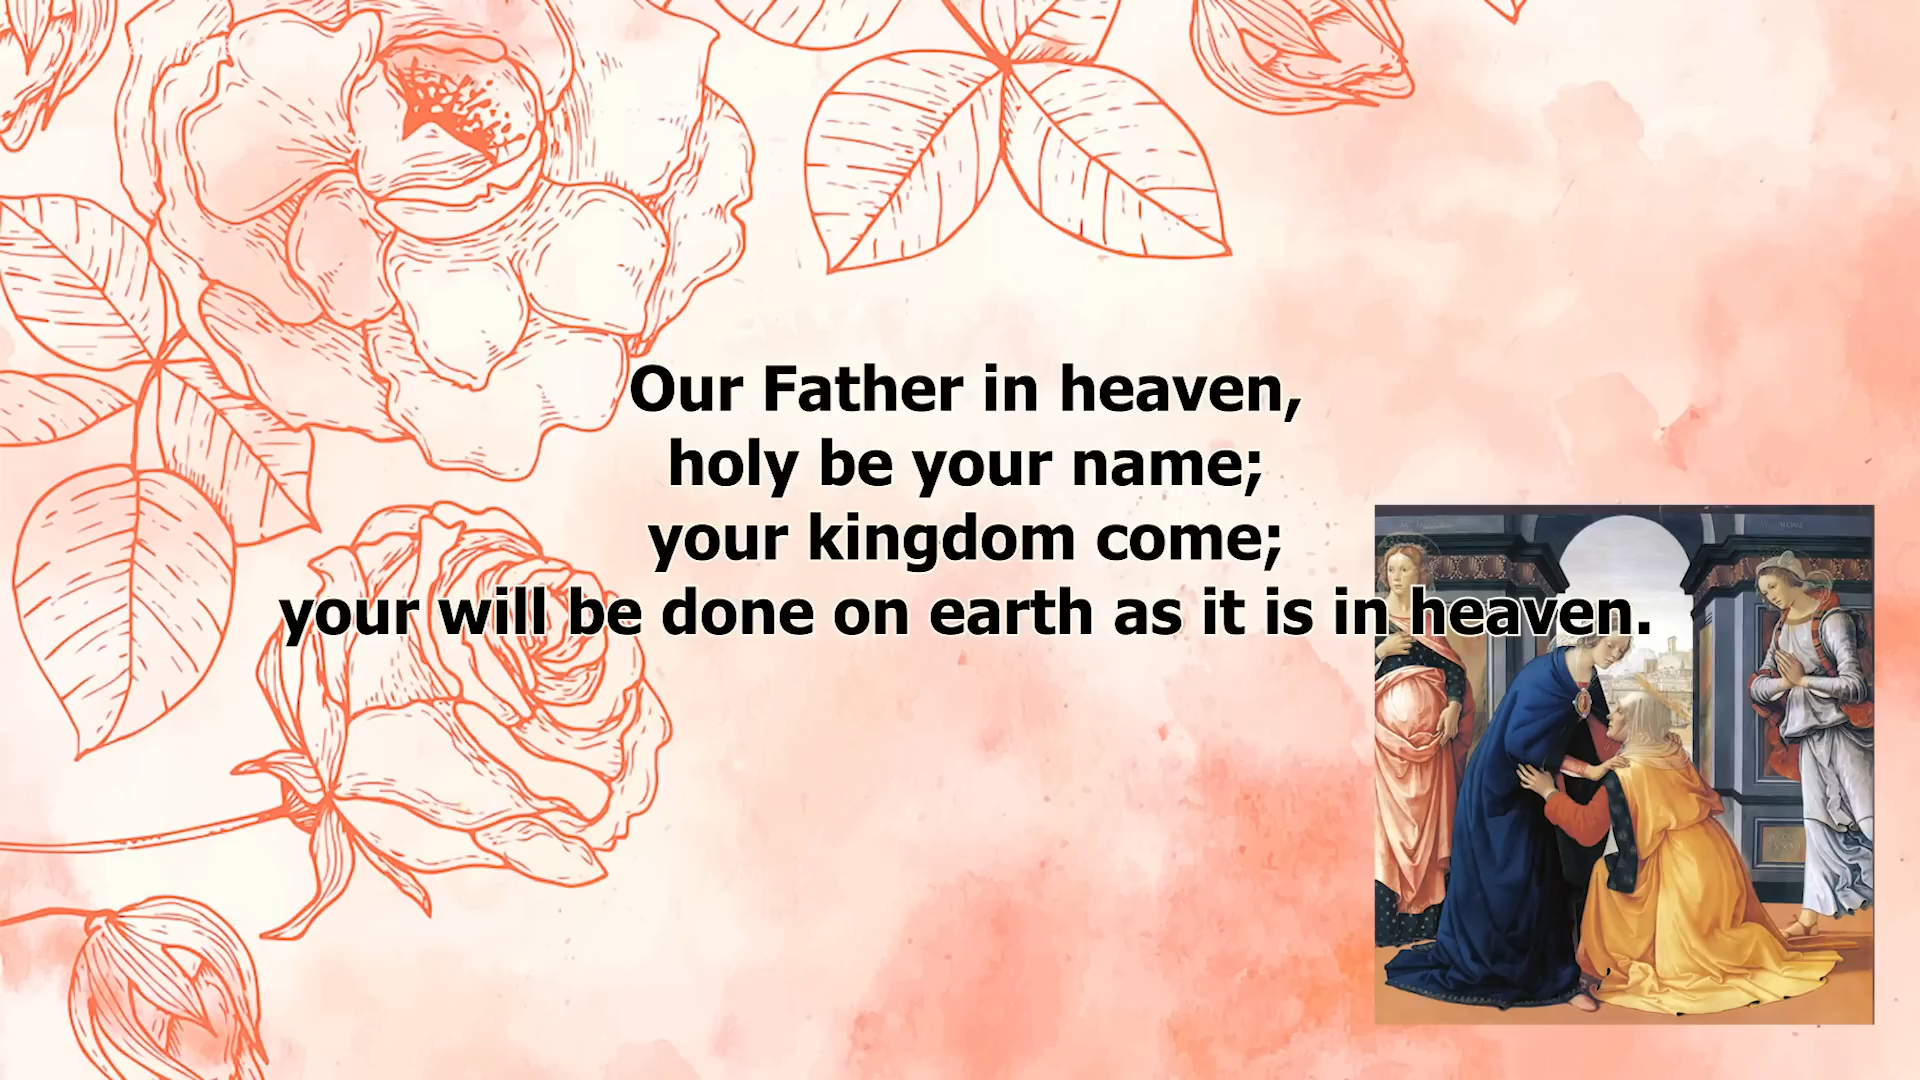 Our Father in heaven,
holy be your name;
your kingdom come;
your will be done on earth as it is in heaven.